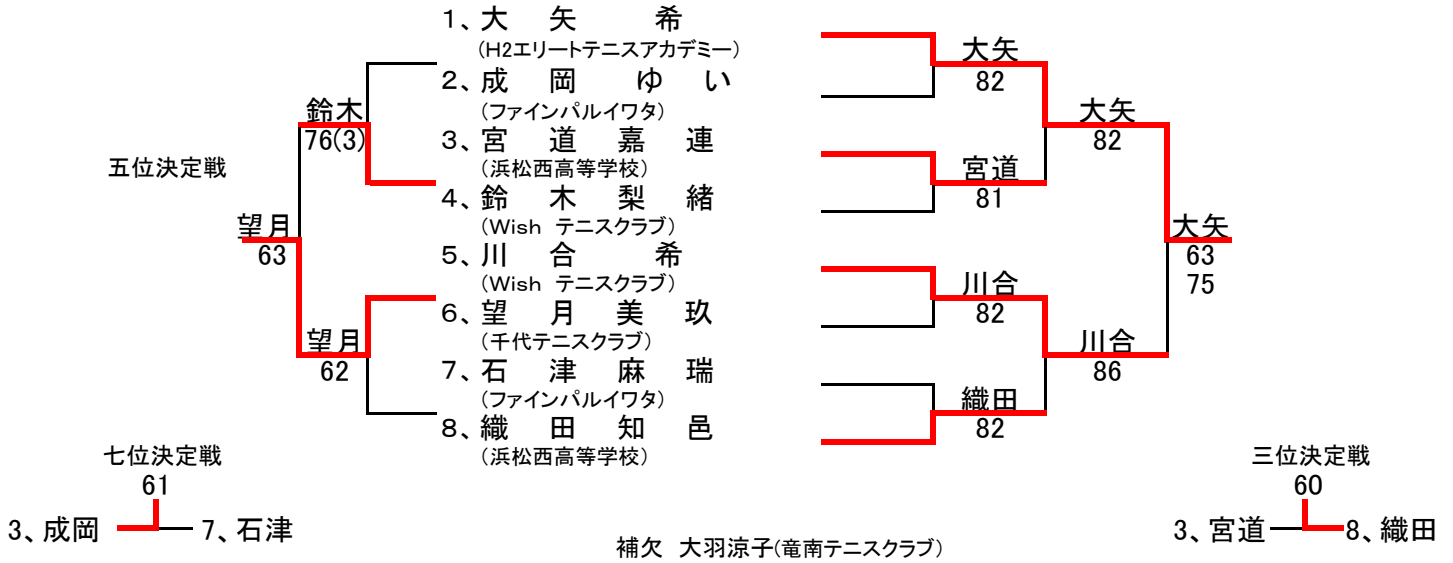 1、大 矢 希
(H2エリートテニスアカデミー)
2、成 岡 ゆ い
(ファインパルイワタ)
3、宮 道 嘉 連
(浜松西高等学校)
4、鈴 木 梨 緒
(Wish テニスクラブ)
5、川 合 希
(Wish テニスクラブ)
6、望 月 美 玖
(千代テニスクラブ)
7、石 津 麻 瑞
(ファインパルイワタ)
8、織 田 知 邑
(浜松西高等学校)
五位決定戦
鈴木
76(3)
望月
63
望月
62
大矢
82
宮道
81
川合
82
織田
82
大矢
82
川合
86
大矢
63
75
七位決定戦
61
3、成岡 7、石津
三位決定戦
60
3、宮道 8、織田
補欠 大羽涼子(竜南テニスクラブ)